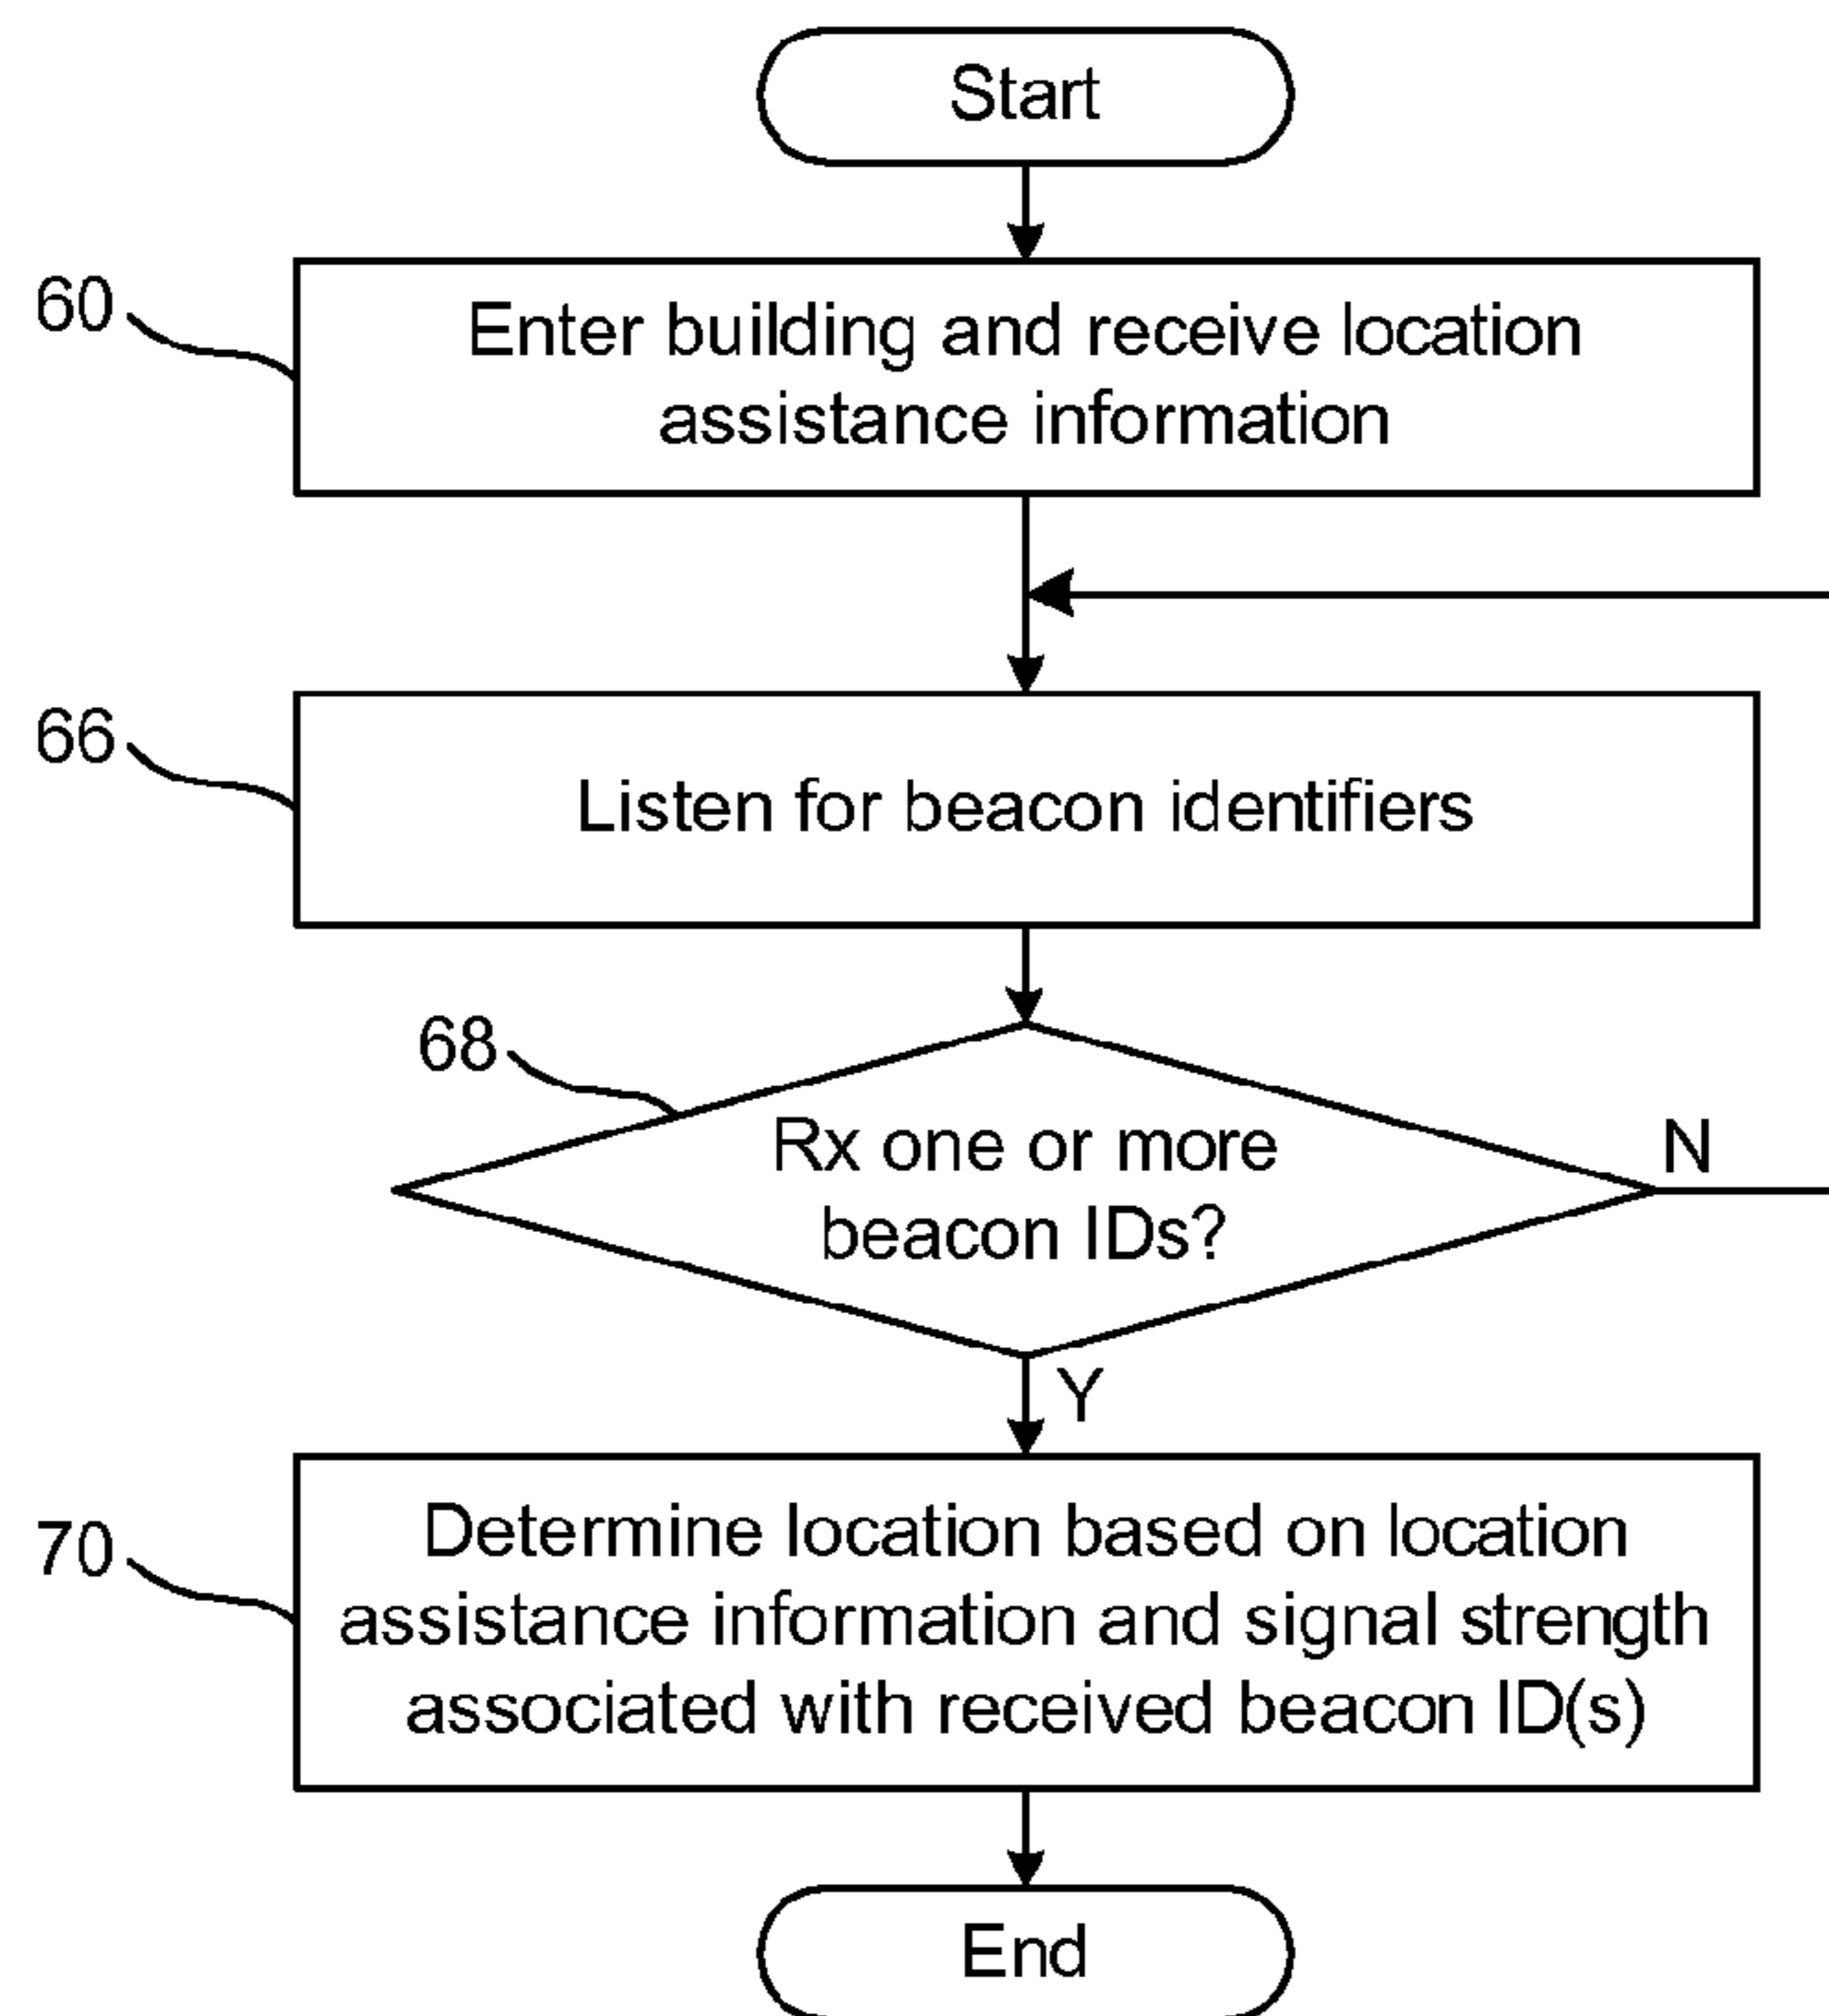 Start
60
Enter building and receive location
assistance information
66
Listen for beacon identifiers
68
Rx one or more
beacon IDs?
N
Y
70
Determine location based on location
assistance information and signal strength
associated with received beacon ID(s)
End